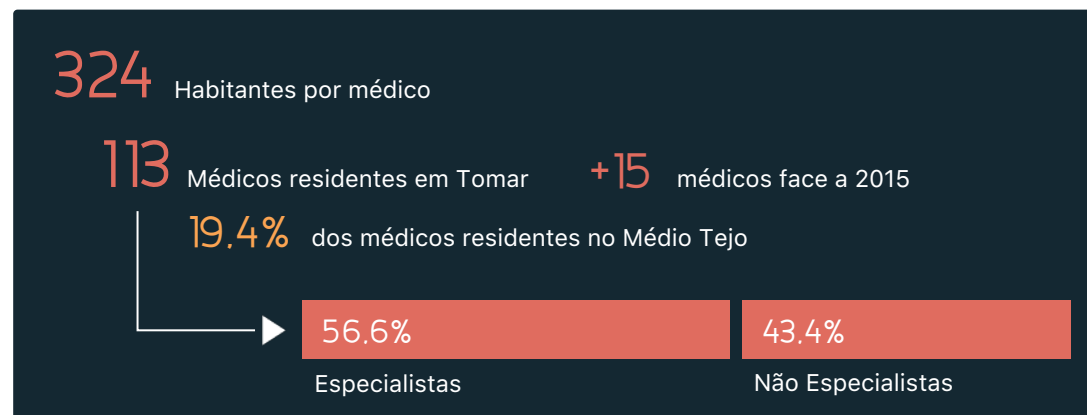 324 Habitantes por médico
113 Médicos residentes em Tomar +15 médicos face a 2015
19,4% dos médicos residentes no Médio Tejo
56,6% 43,4%
Especialistas Não Especialistas